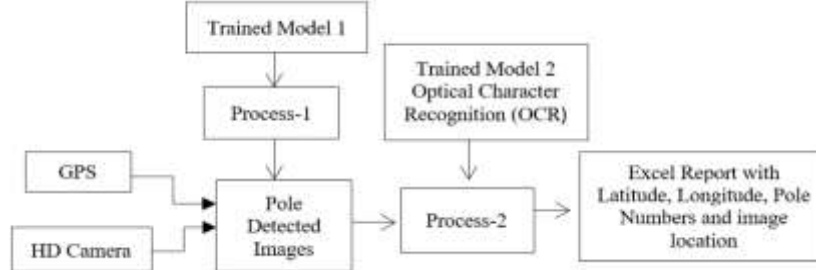 Trained Model 1
Process-1
Trained Model 2
Optical Character
Recognition (OCR)
GPS
HD Camera
Pole
Detected
Images
Process-2
Excel Report with
Latitude, Longitude, Pole
Numbers and image
location